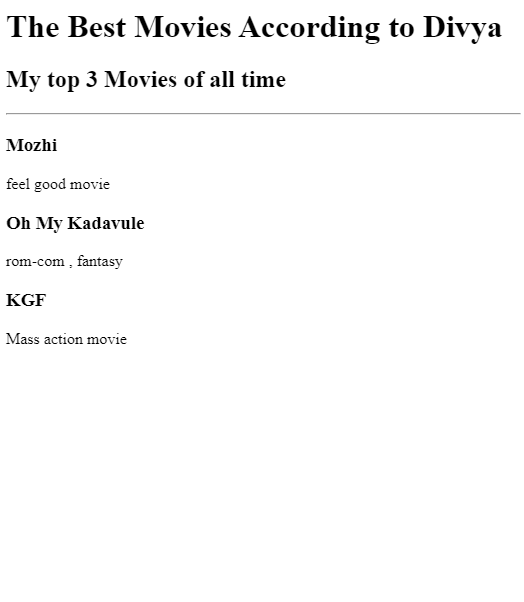 The Best Movies According to Divya
My top 3 Movies of all time
Mozhi
feel good movie
Oh My Kadavule
rom-com , fantasy
KGF
Mass action movie